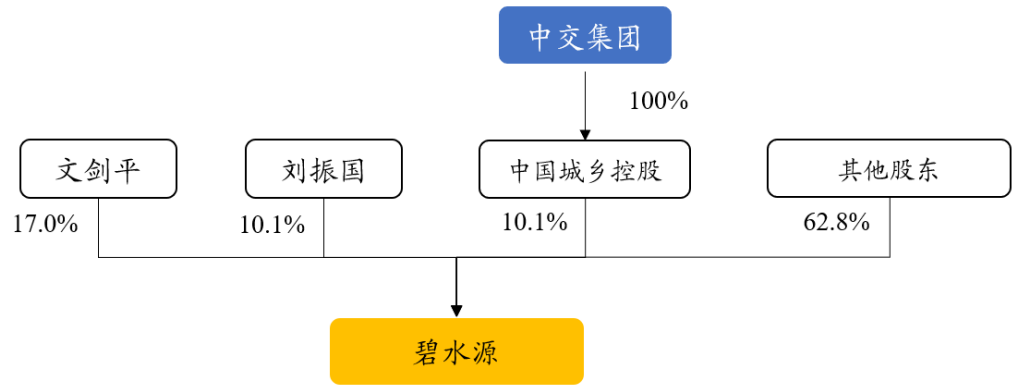 中交集团
100%
文剑平
刘振国
中国城乡控股
其他股东
17.0%
10.1%
10.1%
62.8%
碧水源